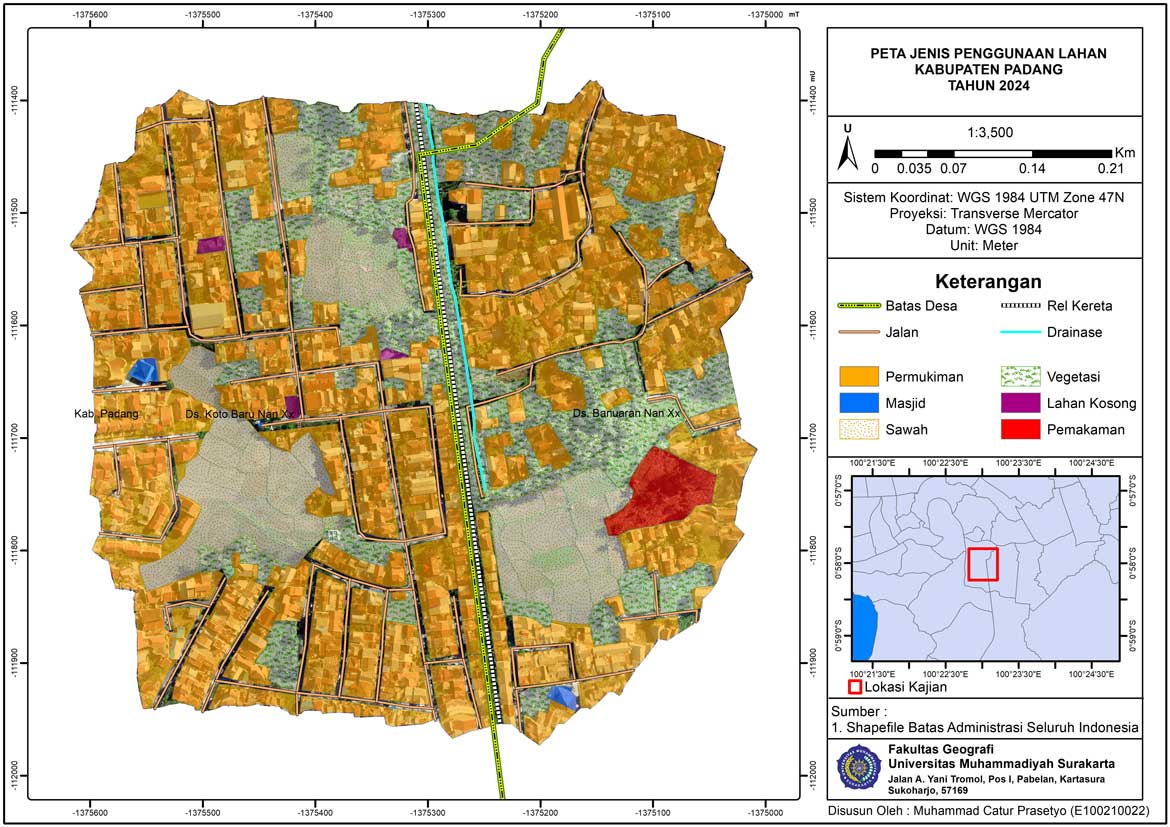 -1375600 -1375500 -1375400 -1375300 -1375200 -1375100 -1375000 mT
mU
-111400 -111400
-111500 -111500
-111600 -111600
-111700 -111700
-111800 -111800
-111900 -111900
-112000 -112000
Kab. Padang
Ds. Koto Baru Nan Xx
Ds. Banuaran Nan Xx
-1375600 -1375500 -1375400 -1375300 -1375200 -1375100 -1375000
PETA JENIS PENGGUNAAN LAHAN
KABUPATEN PADANG
TAHUN 2024
U
1:3,500
Km
0 0.035 0.07 0.14 0.21
Sistem Koordinat: WGS 1984 UTM Zone 47N
Proyeksi: Transverse Mercator
Datum: WGS 1984
Unit: Meter
Keterangan
Batas Desa
Rel Kereta
Jalan
Drainase
Permukiman
Vegetasi
Masjid
Lahan Kosong
Sawah
Pemakaman
100°21'30"E 100°22'30"E 100°23'30"E 100°24'30"E
0°57'0"S 0°57'0"S
0°58'0"S 0°58'0"S
0°59'0"S 0°59'0"S
100°21'30"E 100°22'30"E 100°23'30"E 100°24'30"E
Lokasi Kajian
Sumber :
1. Shapefile Batas Administrasi Seluruh Indonesia
Fakultas Geografi
Universitas Muhammadiyah Surakarta
Jalan A. Yani Tromol, Pos I, Pabelan, Kartasura
Sukoharjo, 57169
Disusun Oleh : Muhammad Catur Prasetyo (E100210022)